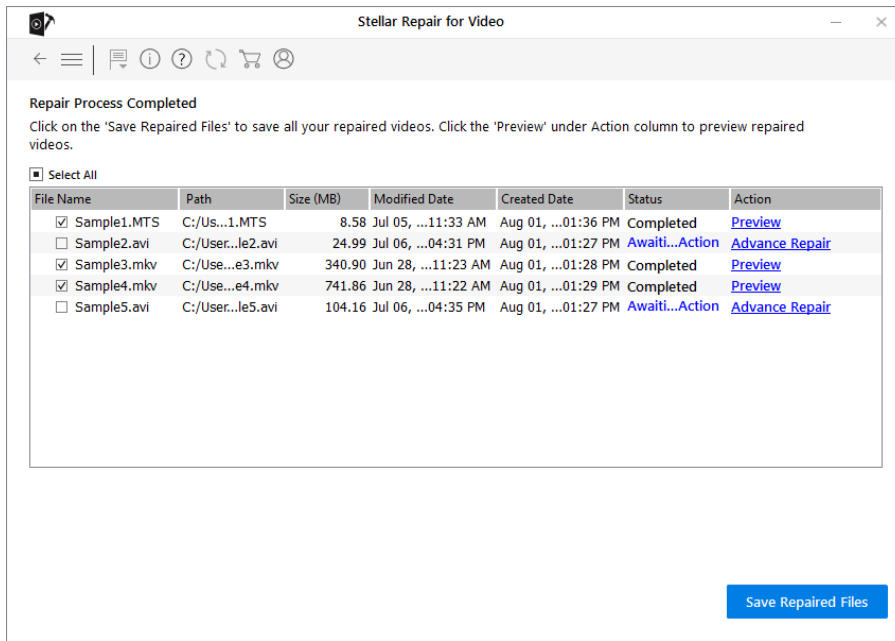 Stellar Repair for Video
Repair Process Completed
Click on the 'Save Repaired Files' to save all your repaired videos. Click the 'Preview' under Action column to preview repaired
videos.
Select All
File Name Path Size (MB) Modified Date Created Date Status Action
Sample1.MTS C:/Us...1.MTS 8.58 Jul 05, ...11:33 AM Aug 01, ...01:36 PM Completed Preview
Sample2.avi C:/User...le2.avi 24.99 Jul 06, ...04:31 PM Aug 01, ...01:27 PM Awaiti...Action Advance Repair
Sample3.mkv C:/Use...e3.mkv 340.90 Jun 28, ...11:23 AM Aug 01, ...01:28 PM Completed Preview
Sample4.mkv C:/Use...e4.mkv 741.86 Jun 28, ...11:22 AM Aug 01, ...01:29 PM Completed Preview
Sample5.avi C:/User...le5.avi 104.16 Jul 06, ...04:35 PM Aug 01, ...01:27 PM Awaiti...Action Advance Repair
Save Repaired Files